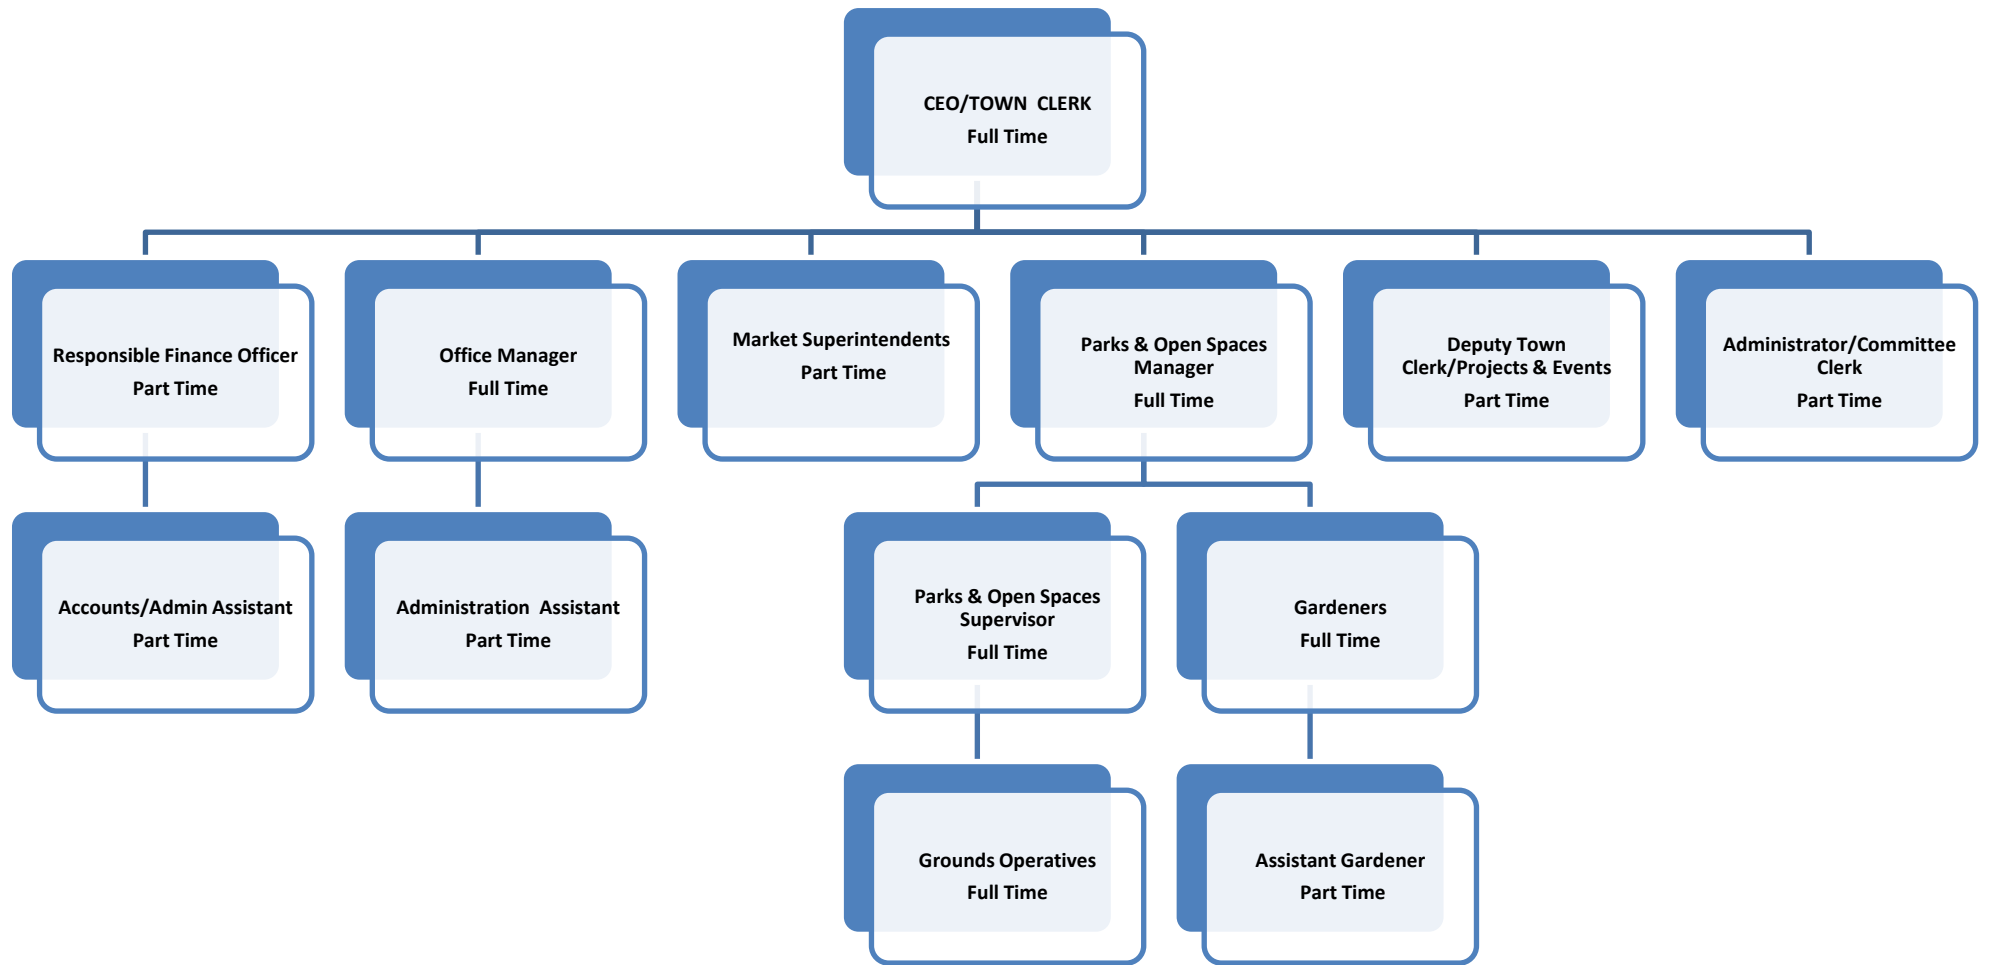 CEO/TOWN CLERK
Full Time
Responsible Finance Officer
Part Time
Office Manager
Full Time
Market Superintendents
Part Time
Parks & Open Spaces
Manager
Full Time
Deputy Town
Clerk/Projects & Events
Part Time
Administrator/Committee
Clerk
Part Time
Accounts/Admin Assistant
Part Time
Administration Assistant
Part Time
Parks & Open Spaces
Supervisor
Full Time
Gardeners
Full Time
Grounds Operatives
Full Time
Assistant Gardener
Part Time